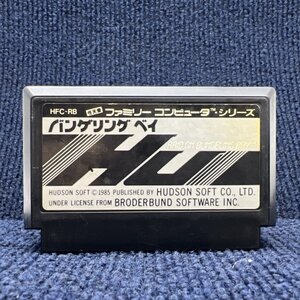 HFC-RB
ファミリー コンピュータ™シリーズ
バンゲリング ベイ
HUDSON SOFT ©1985 PUBLISHED BY HUDSON SOFT CO., LTD.
UNDER LICENSE FROM BRODERBUND SOFTWARE INC.